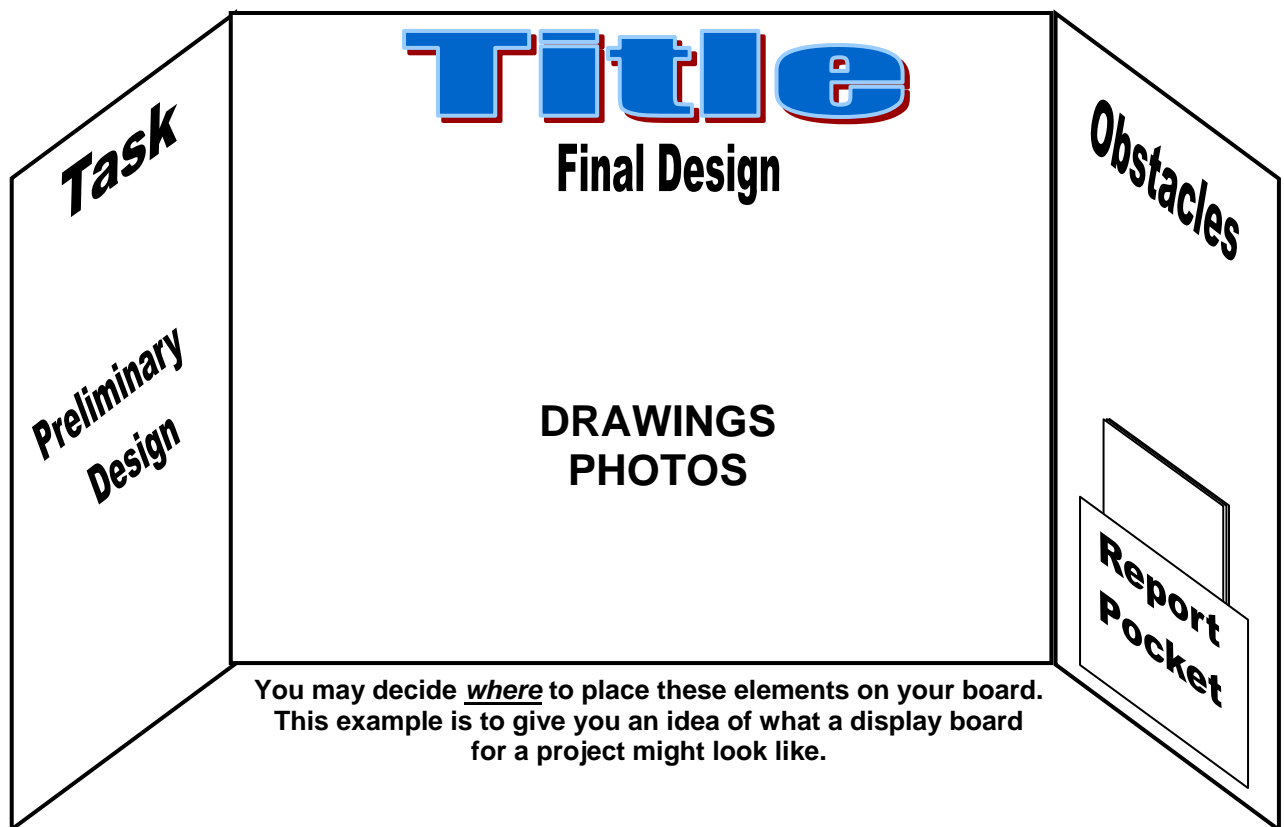 Task
Preliminary
Design
Title
Final Design
DRAWINGS
PHOTOS
Obstacles
Report
Pocket
You may decide where to place these elements on your board.
This example is to give you an idea of what a display board
for a project might look like.